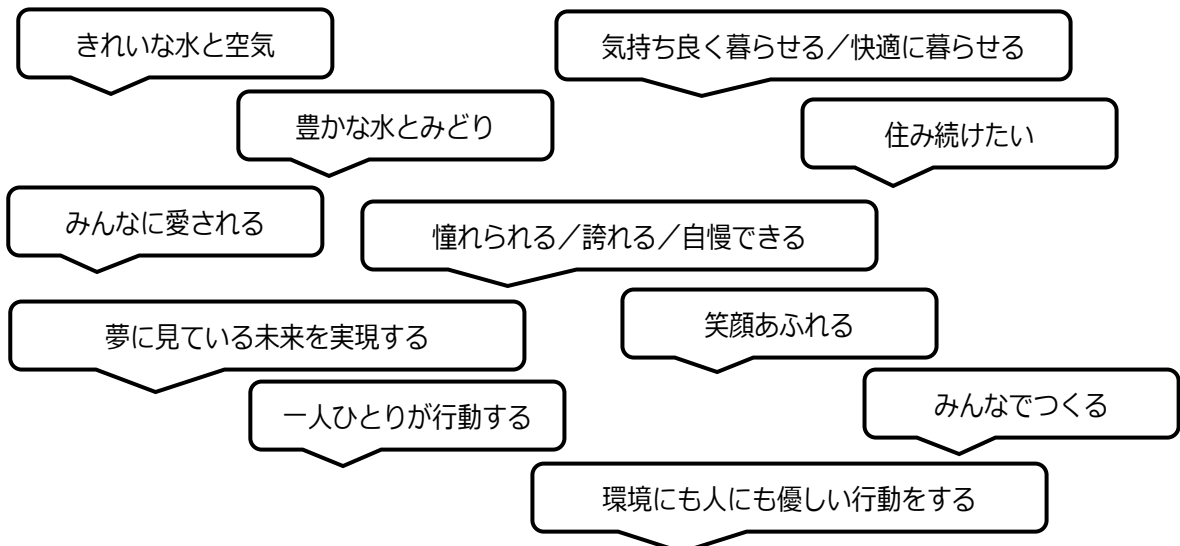 きれいな水と空気
気持ち良く暮らせる／快適に暮らせる
豊かな水とみどり
住み続けたい
みんなに愛される
憧れられる／誇れる／自慢できる
夢に見ている未来を実現する
笑顔あふれる
一人ひとりが行動する
みんなでつくる
環境にも人にも優しい行動をする